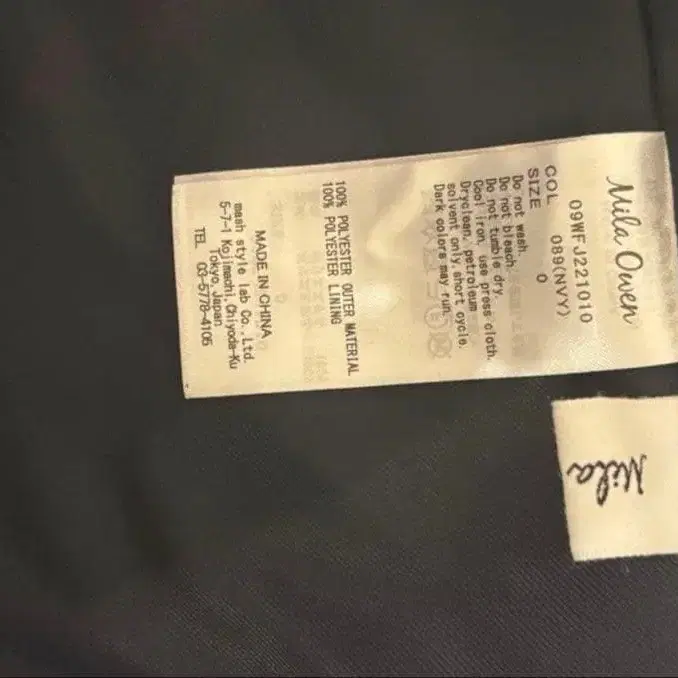 Mila Owen
09WFJ221010
COL 089(NVY)
SIZE 0
Do not wash.
Do not bleach.
Do not tumble dry.
Cool iron, use press cloth.
Dryclean, petroleum
solvent only,short cycle.
Dark colors may run.
100% POLYESTER OUTER MATERIAL
100% POLYESTER LINING
MADE IN CHINA
mash style lab Co.,Ltd.
5-7-1 Kojimachi,Chiyoda-Ku
Tokyo,Japan
TEL 03-5778-4106
Mila